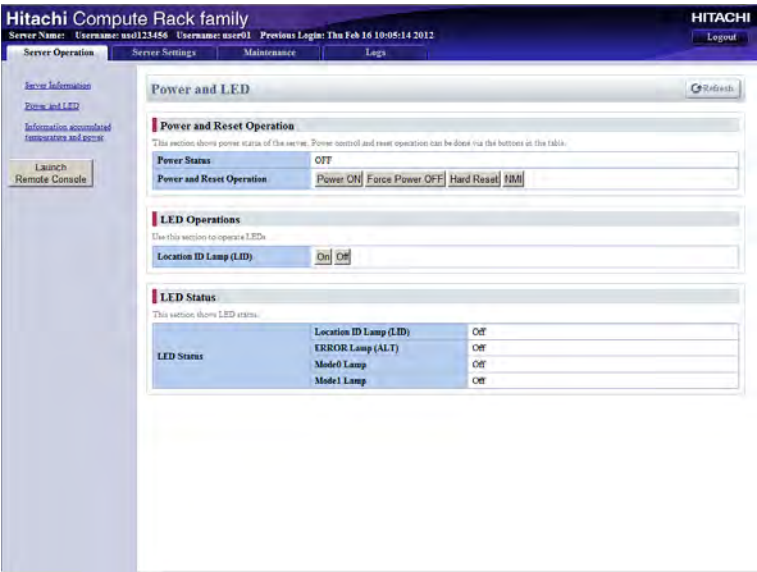 Hitachi Compute Rack family
HITACHI
Server Name: Username: usd123456 Username: user01 Previous Login: Thu Feb 16 10:05:14 2012
Logout
Server Operation Server Settings Maintenance Logs
Server Information
Power and LED
Information accumulated
temperature and power
Launch
Remote Console
Power and LED
Refresh
Power and Reset Operation
This section shows power status of the server. Power control and reset operation can be done via the buttons in the table.
Power Status OFF
Power and Reset Operation Power ON Force Power OFF Hard Reset NMI
LED Operations
Use this section to operate LEDs.
Location ID Lamp (LID) On Off
LED Status
This section shows LED status.
LED Status
Location ID Lamp (LID) Off
ERROR Lamp (ALT) Off
Mode0 Lamp Off
Mode1 Lamp Off